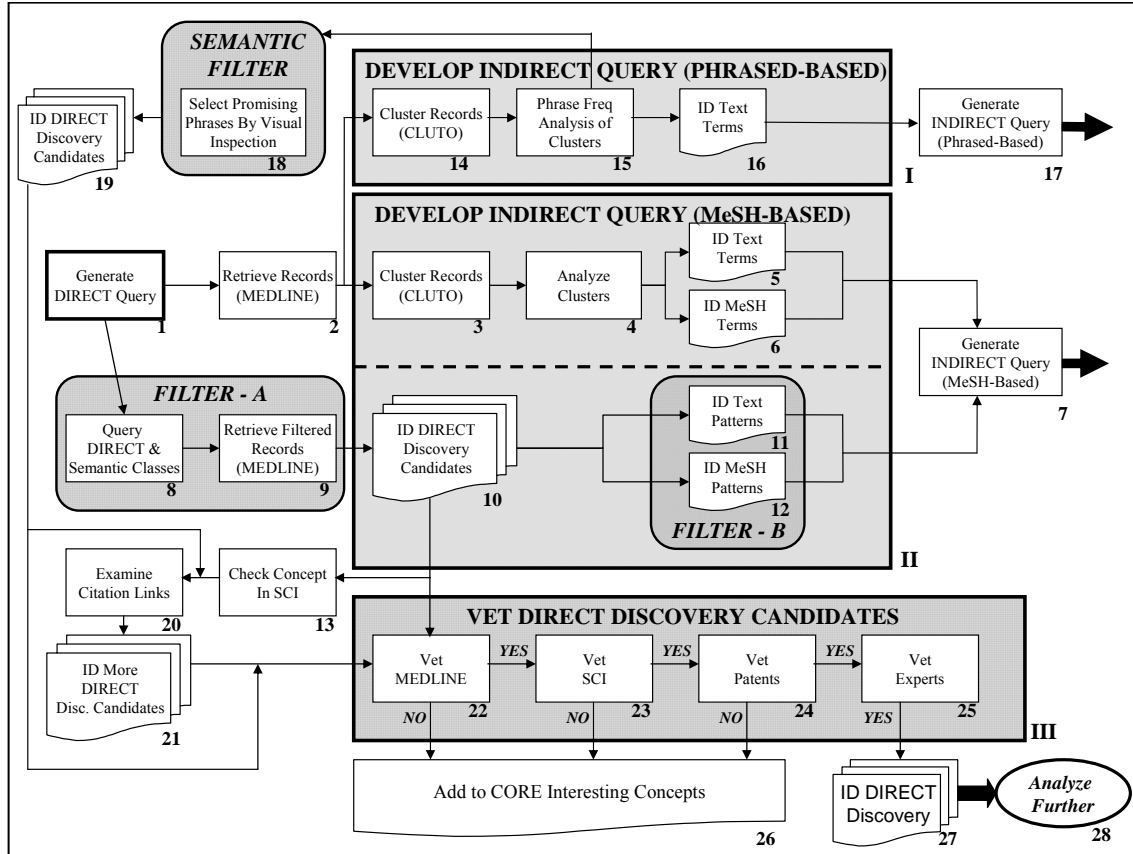 SEMANTIC
FILTER
Select Promising
Phrases By Visual
Inspection
18
ID DIRECT
Discovery
Candidates
19
DEVELOP INDIRECT QUERY (PHRASED-BASED)
Cluster Records
(CLUTO)
14
Phrase Freq
Analysis of
Clusters
15
ID Text
Terms
16
I
Generate
INDIRECT Query
(Phrased-Based)
17
DEVELOP INDIRECT QUERY (MeSH-BASED)
Generate
DIRECT Query
1
Retrieve Records
(MEDLINE)
2
Cluster Records
(CLUTO)
3
Analyze
Clusters
4
ID Text
Terms
5
ID MeSH
Terms
6
Generate
INDIRECT Query
(MeSH-Based)
7
FILTER - A
Query
DIRECT &
Semantic Classes
8
Retrieve Filtered
Records
(MEDLINE)
9
ID DIRECT
Discovery
Candidates
10
ID Text
Patterns
11
ID MeSH
Patterns
12
FILTER - B
II
Examine
Citation Links
20
Check Concept
In SCI
13
ID More
DIRECT
Disc. Candidates
21
VET DIRECT DISCOVERY CANDIDATES
Vet
MEDLINE
22
YES
NO
Vet
SCI
23
YES
NO
Vet
Patents
24
YES
NO
Vet
Experts
25
YES
III
Add to CORE Interesting Concepts
26
ID DIRECT
Discovery
27
Analyze
Further
28